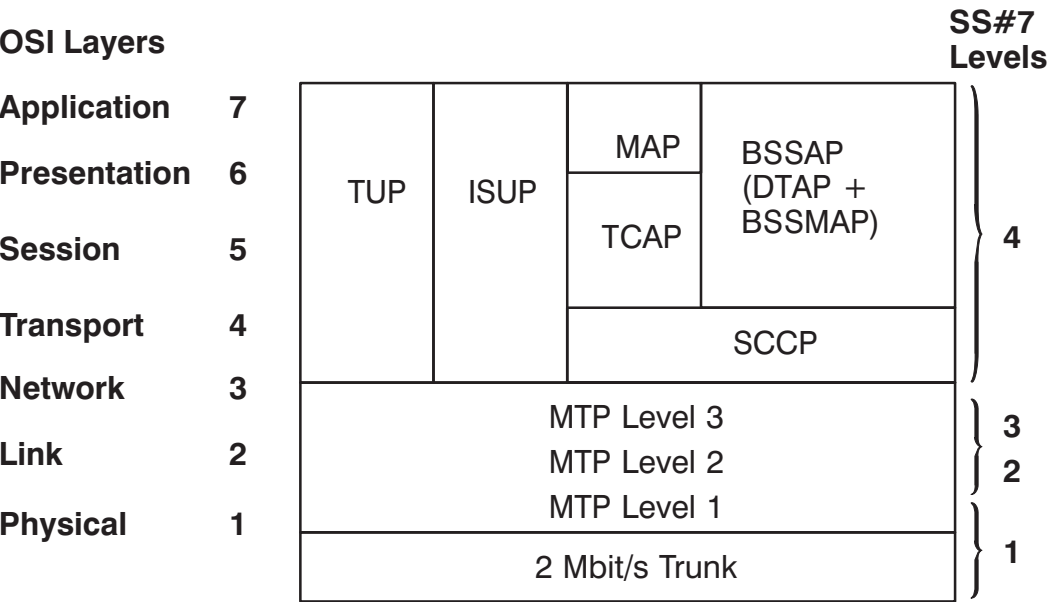 OSI Layers
SS#7
Levels
Application 7
Presentation 6
Session 5
Transport 4
Network 3
Link 2
Physical 1
TUP
ISUP
MAP
TCAP
BSSAP
(DTAP +
BSSMAP)
SCCP
MTP Level 3
MTP Level 2
MTP Level 1
2 Mbit/s Trunk
4
3
2
1